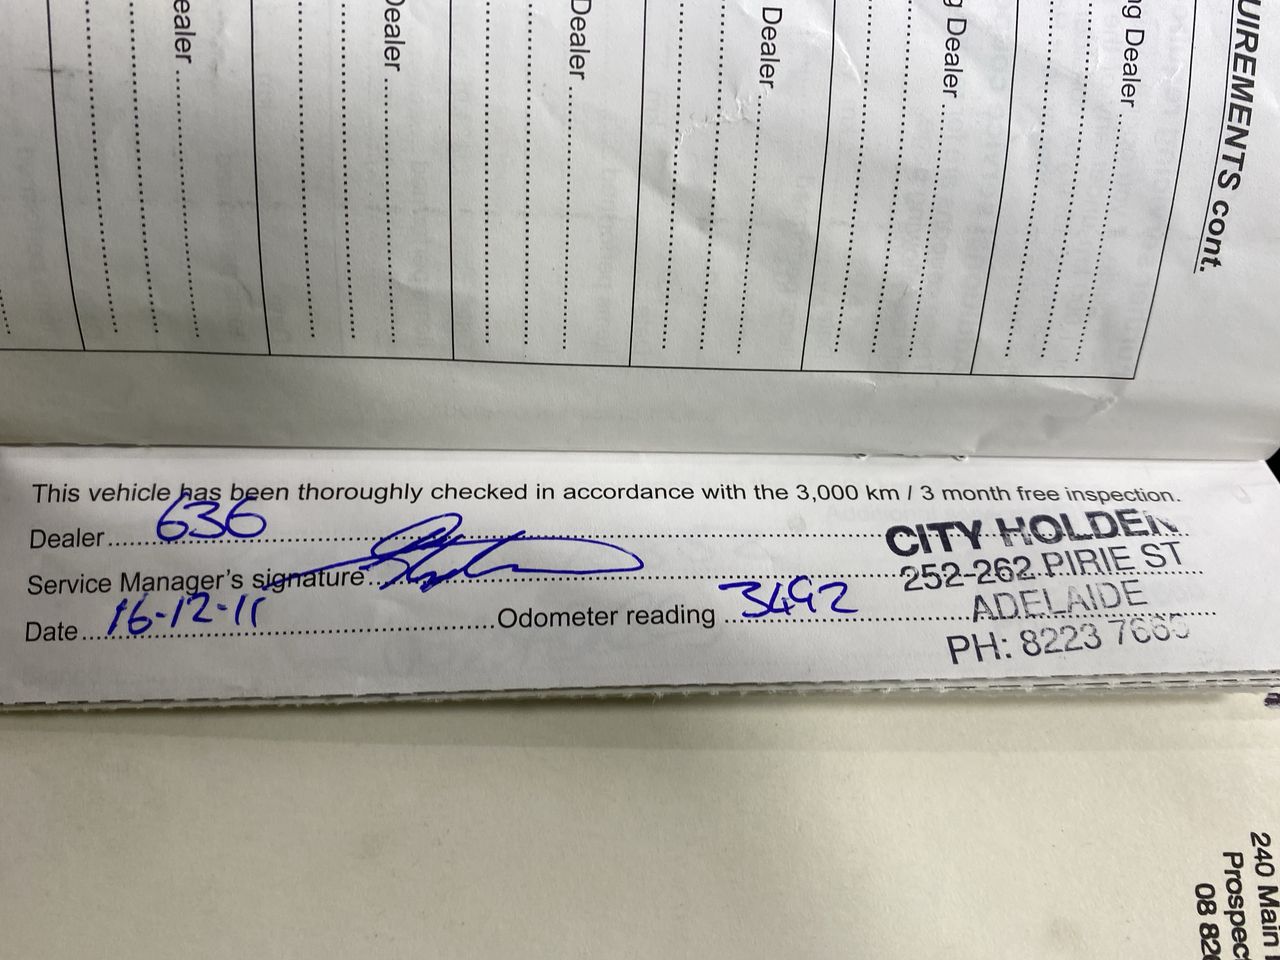 UIREMENTS cont.
ng Dealer
g Dealer
Dealer
Dealer
Dealer
ealer
This vehicle has been thoroughly checked in accordance with the 3,000 km / 3 month free inspection.
Dealer 636
Service Manager's signature
Date 16-12-11
Odometer reading 3492
CITY HOLDEN
252-262 PIRIE ST
ADELAIDE
PH: 8223 766
240 Main
Prospec
08 82